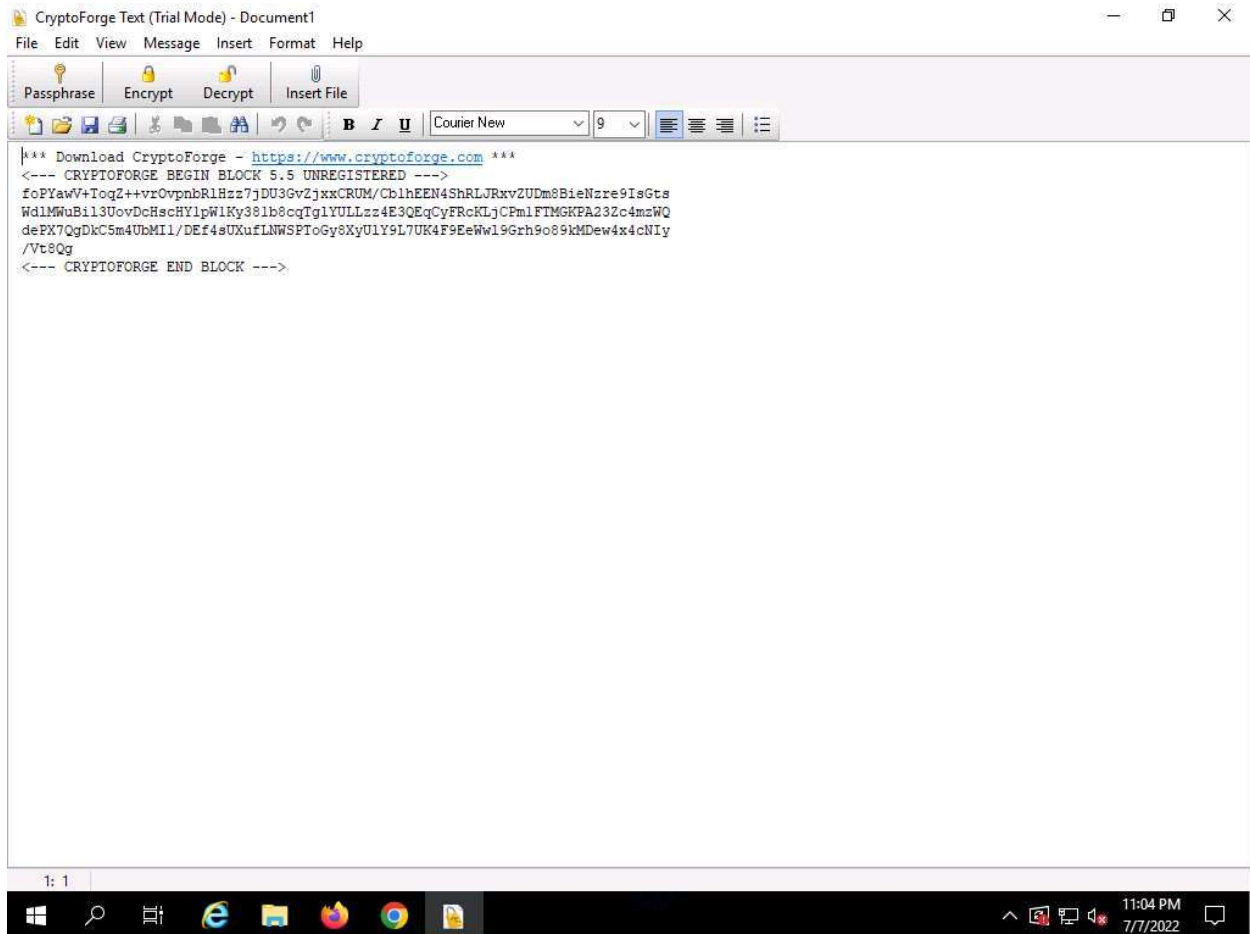 CryptoForge Text (Trial Mode) - Document1
File Edit View Message Insert Format Help
Passphrase Encrypt Decrypt Insert File
B I U Courier New 9
*** Download CryptoForge - https://www.cryptoforge.com ***
<--- CRYPTOFORGE BEGIN BLOCK 5.5 UNREGISTERED --->
foPYawV+ToqZ++vrOvpnbRlHzz7jDU3GvZjxxCRUM/CblhEEN4ShRLJRxvZUDm8BieNzre9IsGts
WdlMWuBil3UovDcHscHYlpWlKy38lb8cqTglYULLzz4E3QEqCyFRcKLjCPmlFTMGKPA23Zc4mzWQ
dePX7QgDkC5m4UbMIl/DEf4sUXufLNWSPToGy8XyUlY9L7UK4F9EeWwl9Grh9o89kMDew4x4cNIy
/Vt8Qg
<--- CRYPTOFORGE END BLOCK --->
1: 1
11:04 PM
7/7/2022